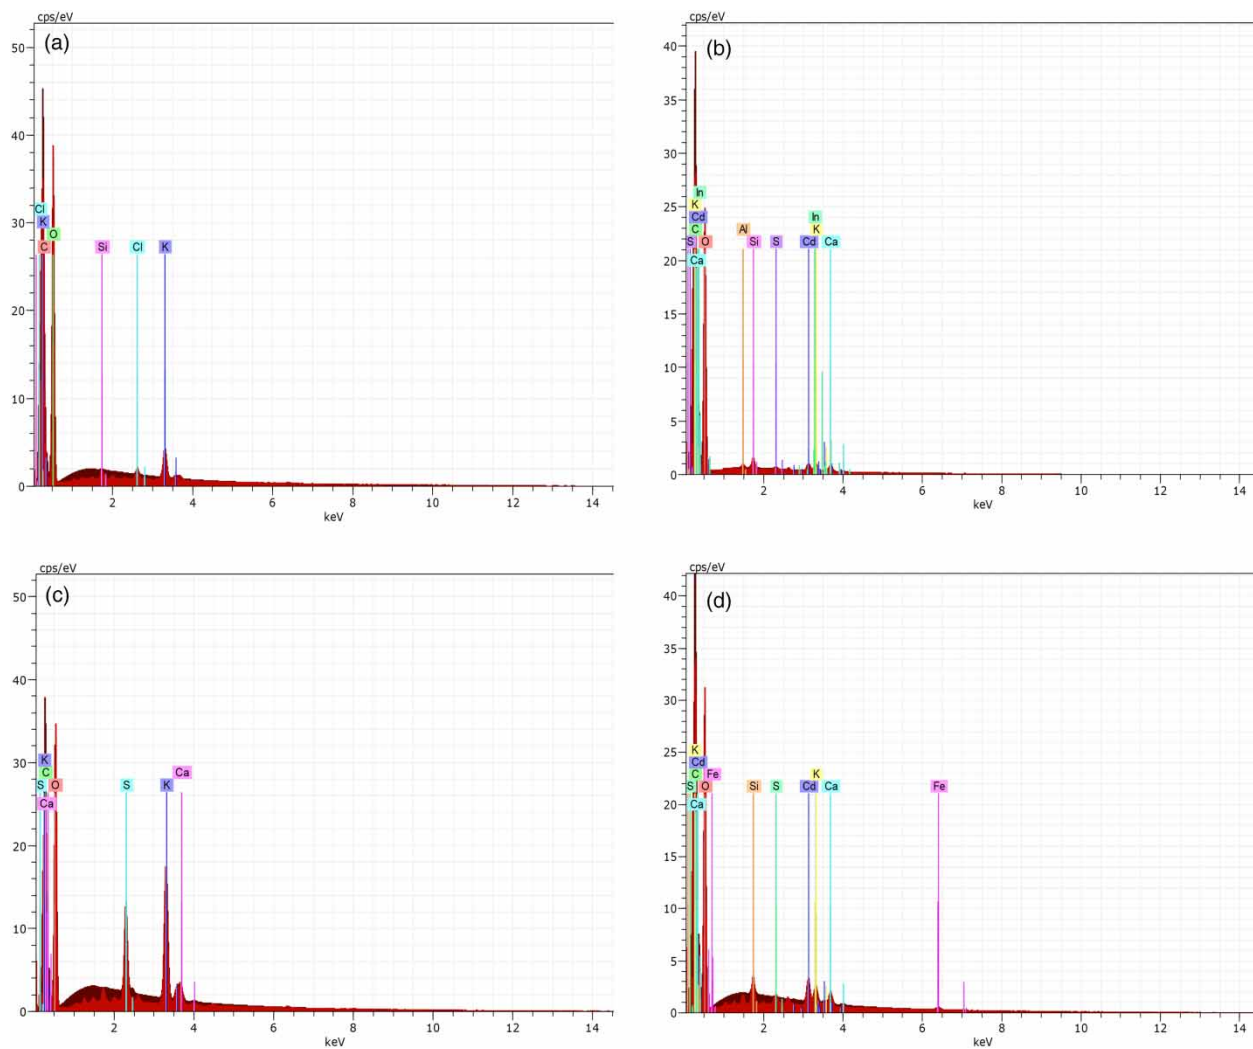 cps/eV
(a)
50
40
30
20
10
0
Cl
K
O
C
Si
Cl
K
2
4
6
8
10
12
14
keV
cps/eV
(b)
40
35
30
25
20
15
10
5
0
In
K
Cd
C
S
O
Ca
Al
Si
S
Cd
In
K
Ca
2
4
6
8
10
12
14
keV
cps/eV
(c)
50
40
30
20
10
0
K
C
S
O
Ca
S
K
Ca
2
4
6
8
10
12
14
keV
cps/eV
(d)
40
35
30
25
20
15
10
5
0
K
Cd
C
Fe
S
O
Ca
Si
S
Cd
K
Ca
Fe
2
4
6
8
10
12
14
keV